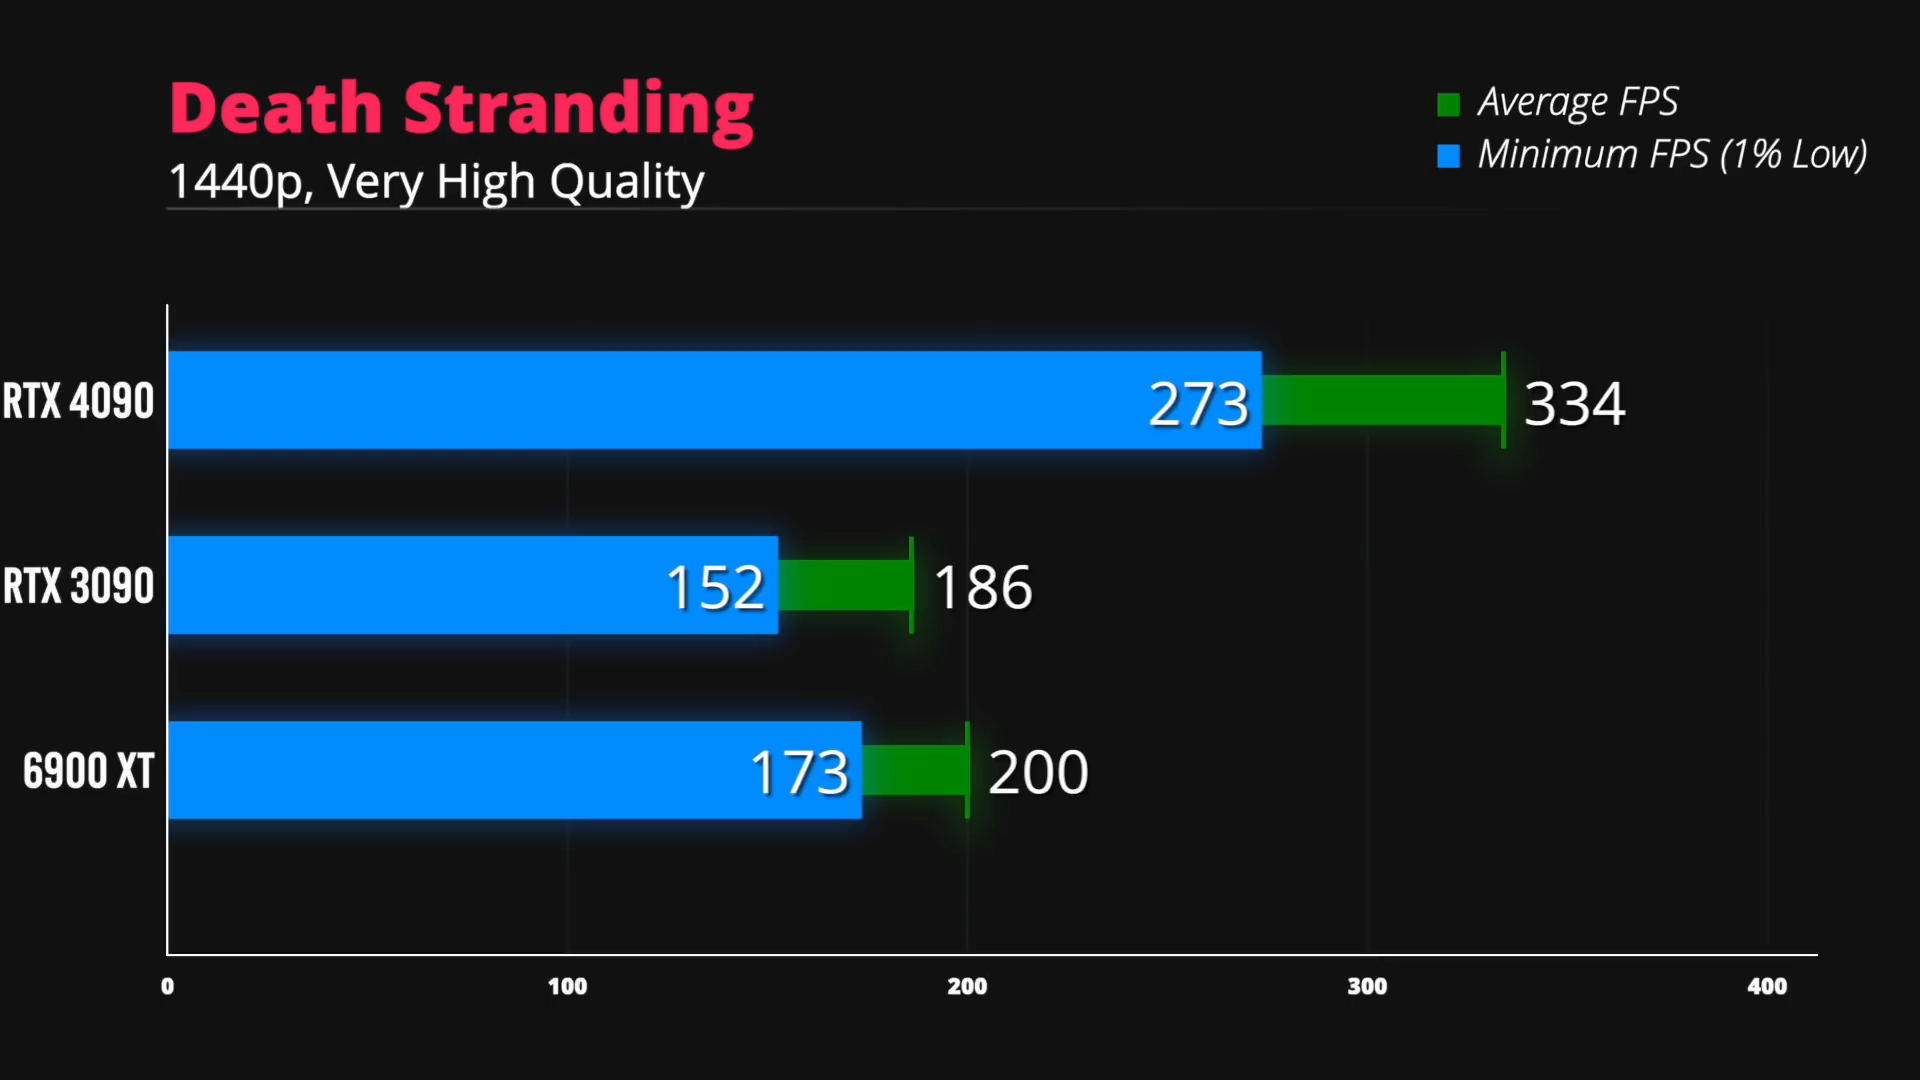 Death Stranding
1440p, Very High Quality
Average FPS
Minimum FPS (1% Low)
RTX 4090 273 334
RTX 3090 152 186
6900 XT 173 200
0 100 200 300 400